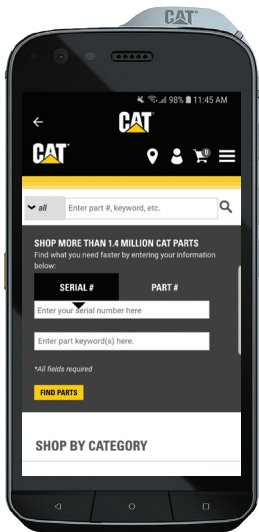 CAT
98% 11:45 AM
CAT
CAT
0
all
Enter part #, keyword, etc.
SHOP MORE THAN 1.4 MILLION CAT PARTS
Find what you need faster by entering your information
below:
SERIAL #
PART #
Enter your serial number here
Enter part keyword(s) here.
*All fields required
FIND PARTS
SHOP BY CATEGORY